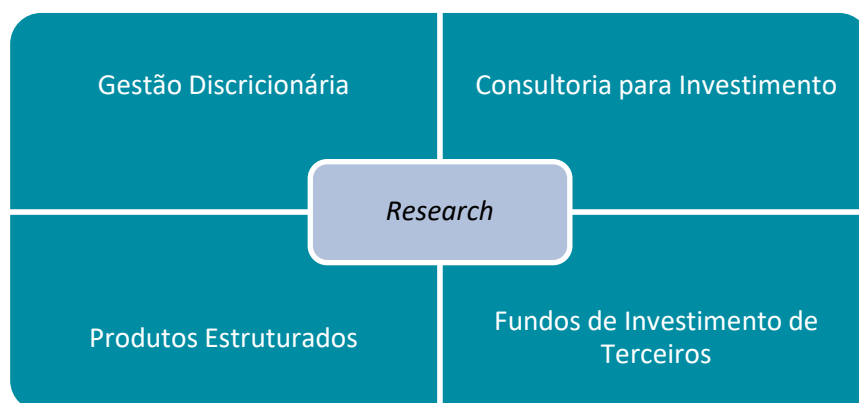 Gestão Discricionária
Consultoria para Investimento
Research
Produtos Estruturados
Fundos de Investimento de
Terceiros